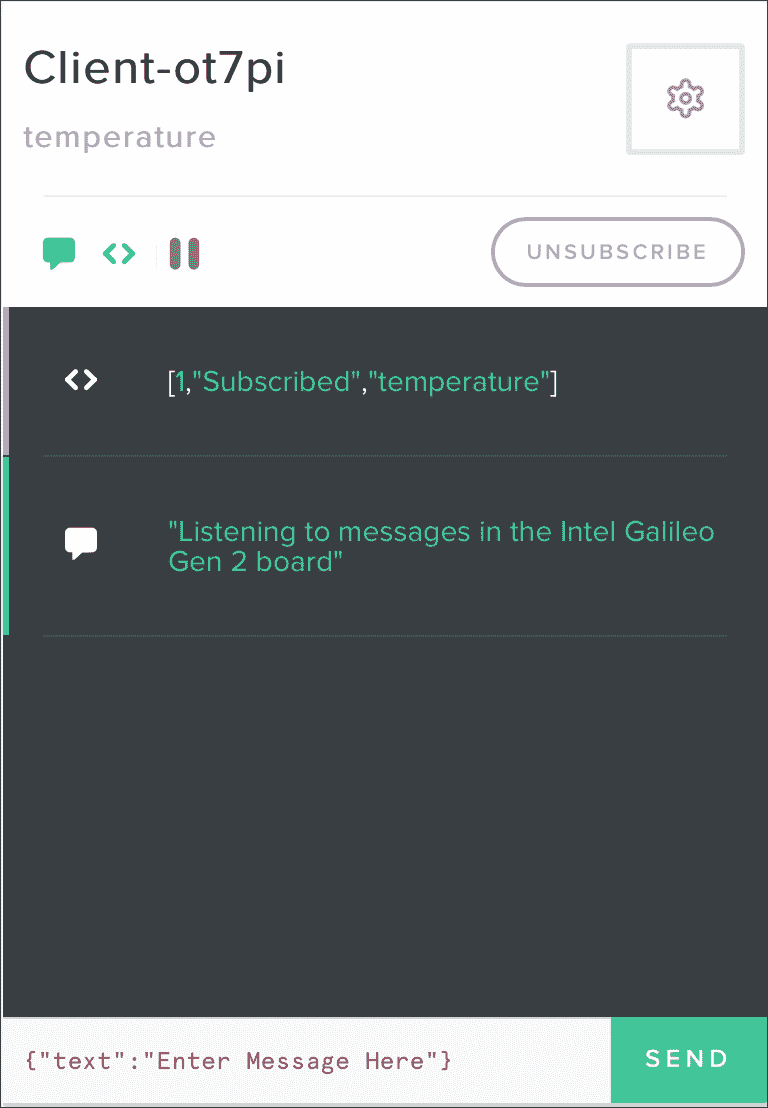 Client-ot7pi
temperature
UNSUBSCRIBE
[1,"Subscribed","temperature"]
"Listening to messages in the Intel Galileo
Gen 2 board"
{"text":"Enter Message Here"}
SEND